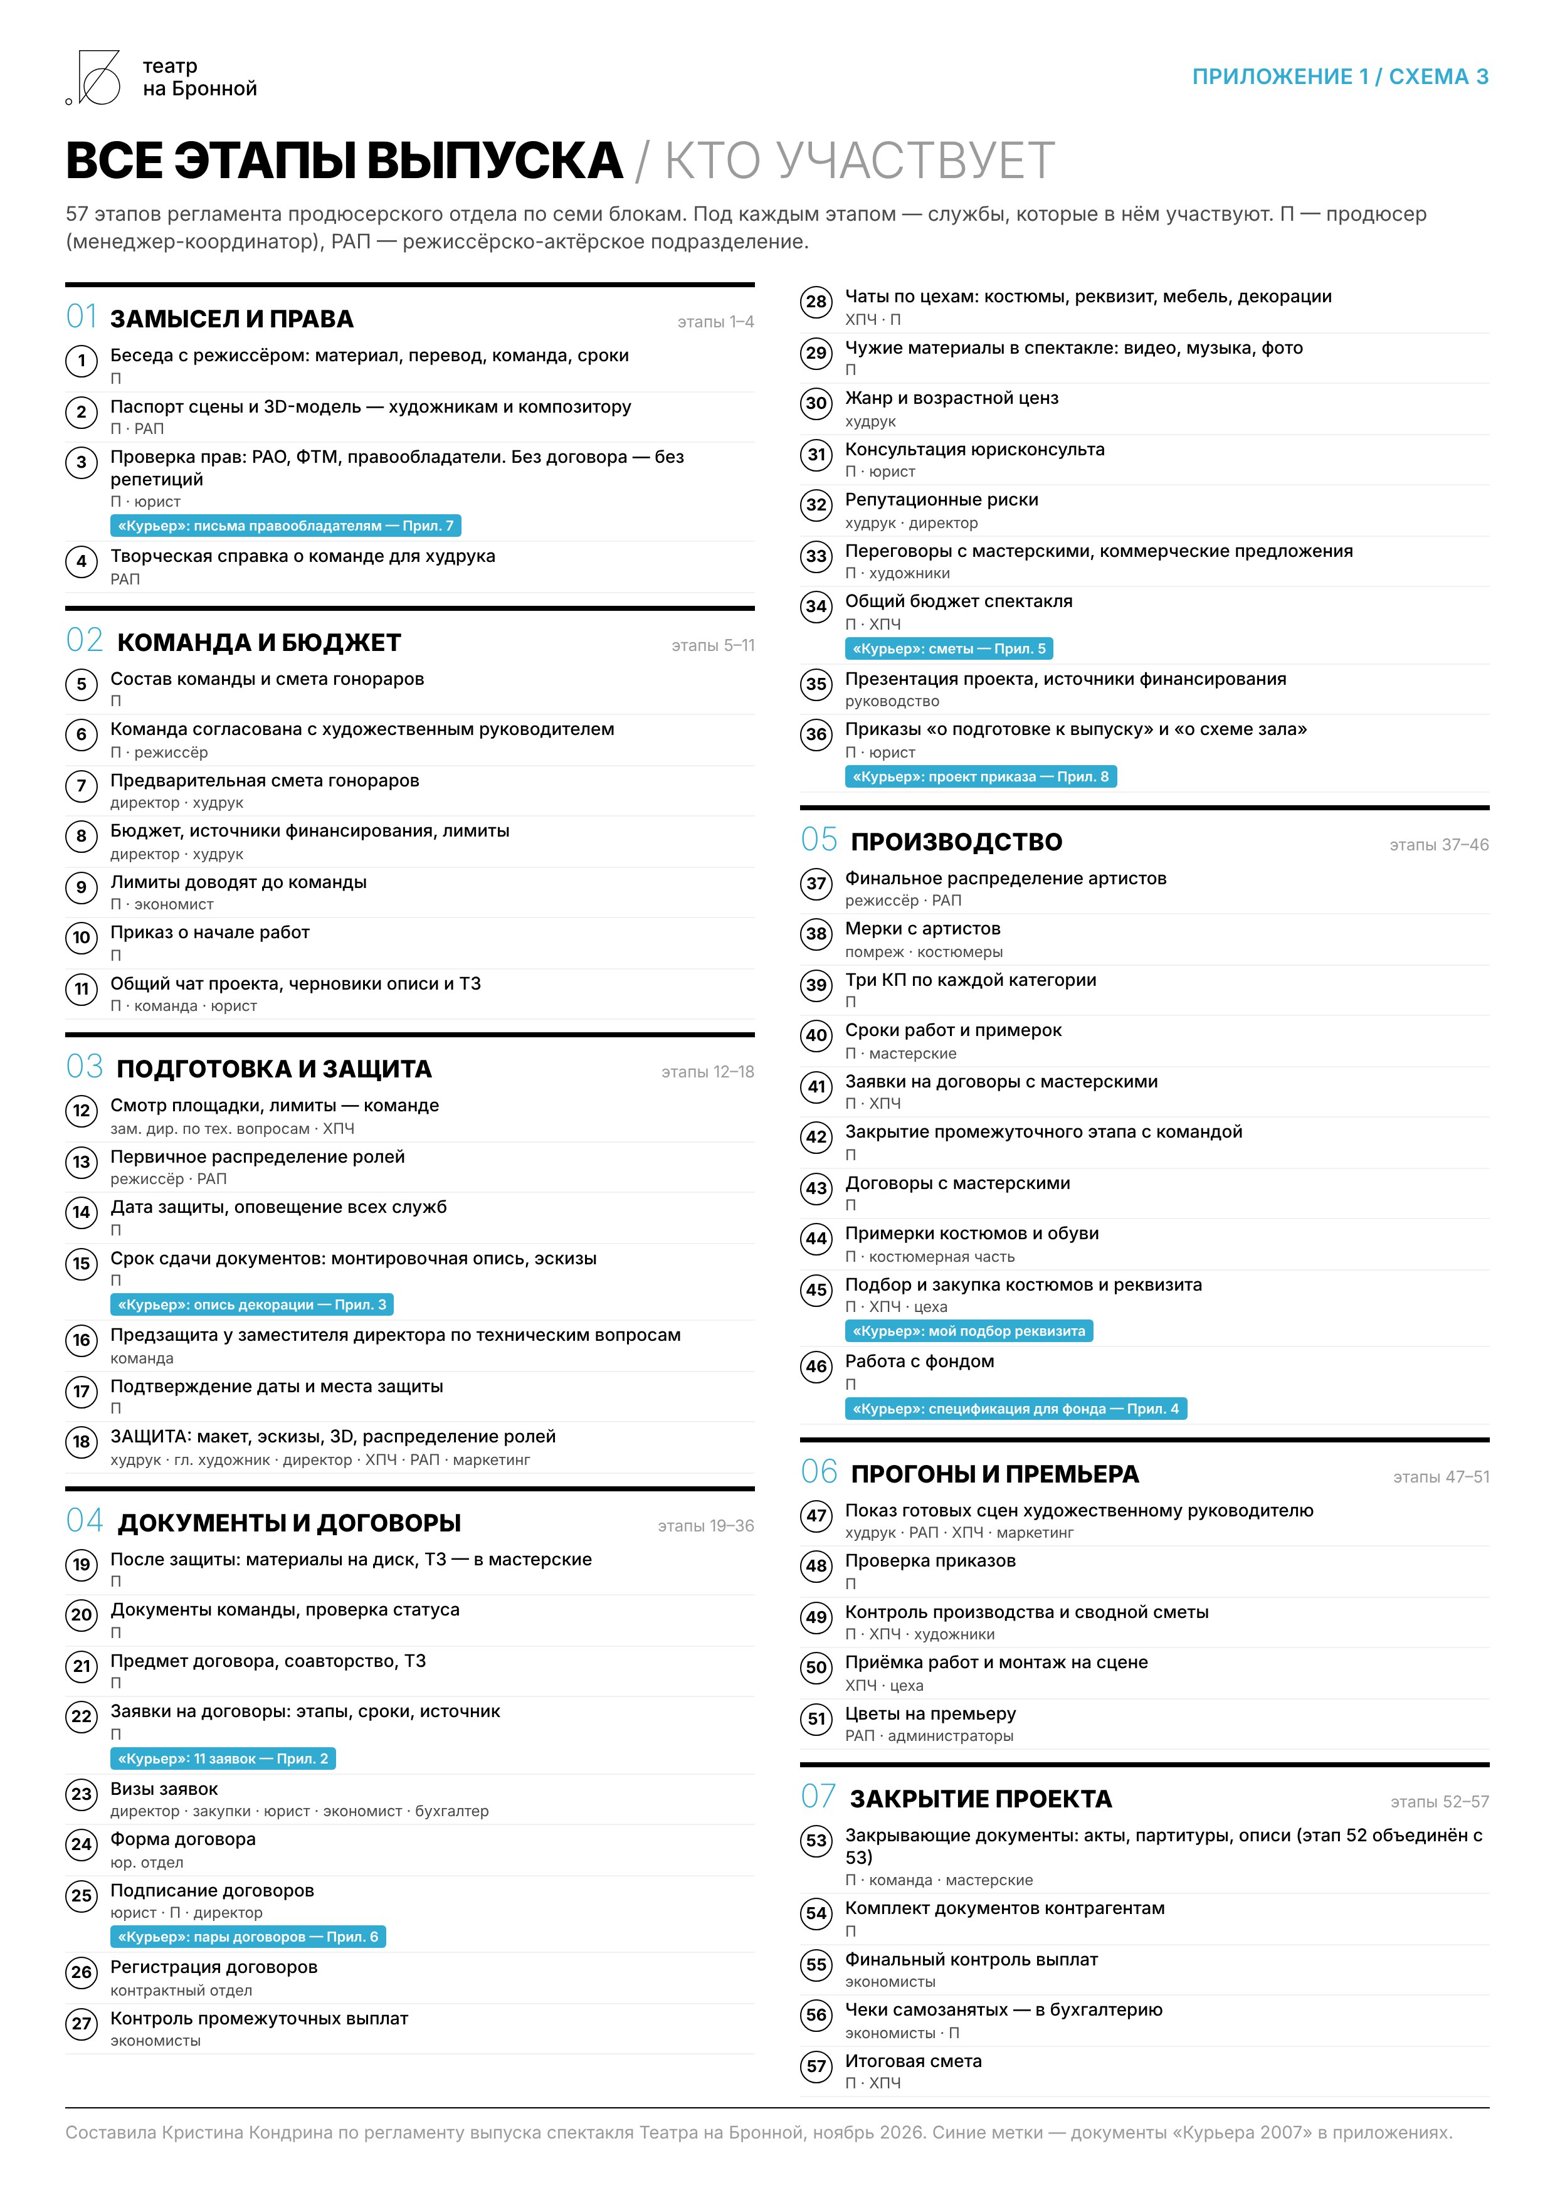 театр
на Бронной
ПРИЛОЖЕНИЕ 1 / СХЕМА 3
ВСЕ ЭТАПЫ ВЫПУСКА / КТО УЧАСТВУЕТ
57 этапов регламента продюсерского отдела по семи блокам. Под каждым этапом — службы, которые в нём участвуют. П — продюсер
(менеджер-координатор), РАП — режиссёрско-актёрское подразделение.
01 ЗАМЫСЕЛ И ПРАВА этапы 1–4
1 Беседа с режиссёром: материал, перевод, команда, сроки
П
2 Паспорт сцены и 3D-модель — художникам и композитору
П · РАП
3 Проверка прав: РАО, ФТМ, правообладатели. Без договора — без
репетиций
П · юрист
«Курьер»: письма правообладателям — Прил. 7
4 Творческая справка о команде для худрука
РАП
02 КОМАНДА И БЮДЖЕТ этапы 5–11
5 Состав команды и смета гонораров
П
6 Команда согласована с художественным руководителем
П · режиссёр
7 Предварительная смета гонораров
директор · худрук
8 Бюджет, источники финансирования, лимиты
директор · худрук
9 Лимиты доводят до команды
П · экономист
10 Приказ о начале работ
П
11 Общий чат проекта, черновики описи и ТЗ
П · команда · юрист
03 ПОДГОТОВКА И ЗАЩИТА этапы 12–18
12 Смотр площадки, лимиты — команде
зам. дир. по тех. вопросам · ХПЧ
13 Первичное распределение ролей
режиссёр · РАП
14 Дата защиты, оповещение всех служб
П
15 Срок сдачи документов: монтировочная опись, эскизы
П
«Курьер»: опись декорации — Прил. 3
16 Предзащита у заместителя директора по техническим вопросам
команда
17 Подтверждение даты и места защиты
П
18 ЗАЩИТА: макет, эскизы, 3D, распределение ролей
худрук · гл. художник · директор · ХПЧ · РАП · маркетинг
04 ДОКУМЕНТЫ И ДОГОВОРЫ этапы 19–36
19 После защиты: материалы на диск, ТЗ — в мастерские
П
20 Документы команды, проверка статуса
П
21 Предмет договора, соавторство, ТЗ
П
22 Заявки на договоры: этапы, сроки, источник
П
«Курьер»: 11 заявок — Прил. 2
23 Визы заявок
директор · закупки · юрист · экономист · бухгалтер
24 Форма договора
юр. отдел
25 Подписание договоров
юрист · П · директор
«Курьер»: пары договоров — Прил. 6
26 Регистрация договоров
контрактный отдел
27 Контроль промежуточных выплат
экономисты
28 Чаты по цехам: костюмы, реквизит, мебель, декорации
ХПЧ · П
29 Чужие материалы в спектакле: видео, музыка, фото
П
30 Жанр и возрастной ценз
худрук
31 Консультация юрисконсульта
П · юрист
32 Репутационные риски
худрук · директор
33 Переговоры с мастерскими, коммерческие предложения
П · художники
34 Общий бюджет спектакля
П · ХПЧ
«Курьер»: сметы — Прил. 5
35 Презентация проекта, источники финансирования
руководство
36 Приказы «о подготовке к выпуску» и «о схеме зала»
П · юрист
«Курьер»: проект приказа — Прил. 8
05 ПРОИЗВОДСТВО этапы 37–46
37 Финальное распределение артистов
режиссёр · РАП
38 Мерки с артистов
помреж · костюмеры
39 Три КП по каждой категории
П
40 Сроки работ и примерок
П · мастерские
41 Заявки на договоры с мастерскими
П · ХПЧ
42 Закрытие промежуточного этапа с командой
П
43 Договоры с мастерскими
П
44 Примерки костюмов и обуви
П · костюмерная часть
45 Подбор и закупка костюмов и реквизита
П · ХПЧ · цеха
«Курьер»: мой подбор реквизита
46 Работа с фондом
П
«Курьер»: спецификация для фонда — Прил. 4
06 ПРОГОНЫ И ПРЕМЬЕРА этапы 47–51
47 Показ готовых сцен художественному руководителю
худрук · РАП · ХПЧ · маркетинг
48 Проверка приказов
П
49 Контроль производства и сводной сметы
П · ХПЧ · художники
50 Приёмка работ и монтаж на сцене
ХПЧ · цеха
51 Цветы на премьеру
РАП · администраторы
07 ЗАКРЫТИЕ ПРОЕКТА этапы 52–57
53 Закрывающие документы: акты, партитуры, описи (этап 52 объединён с
53)
П · команда · мастерские
54 Комплект документов контрагентам
П
55 Финальный контроль выплат
экономисты
56 Чеки самозанятых — в бухгалтерию
экономисты · П
57 Итоговая смета
П · ХПЧ
Составила Кристина Кондрина по регламенту выпуска спектакля Театра на Бронной, ноябрь 2026. Синие метки — документы «Курьера 2007» в приложениях.